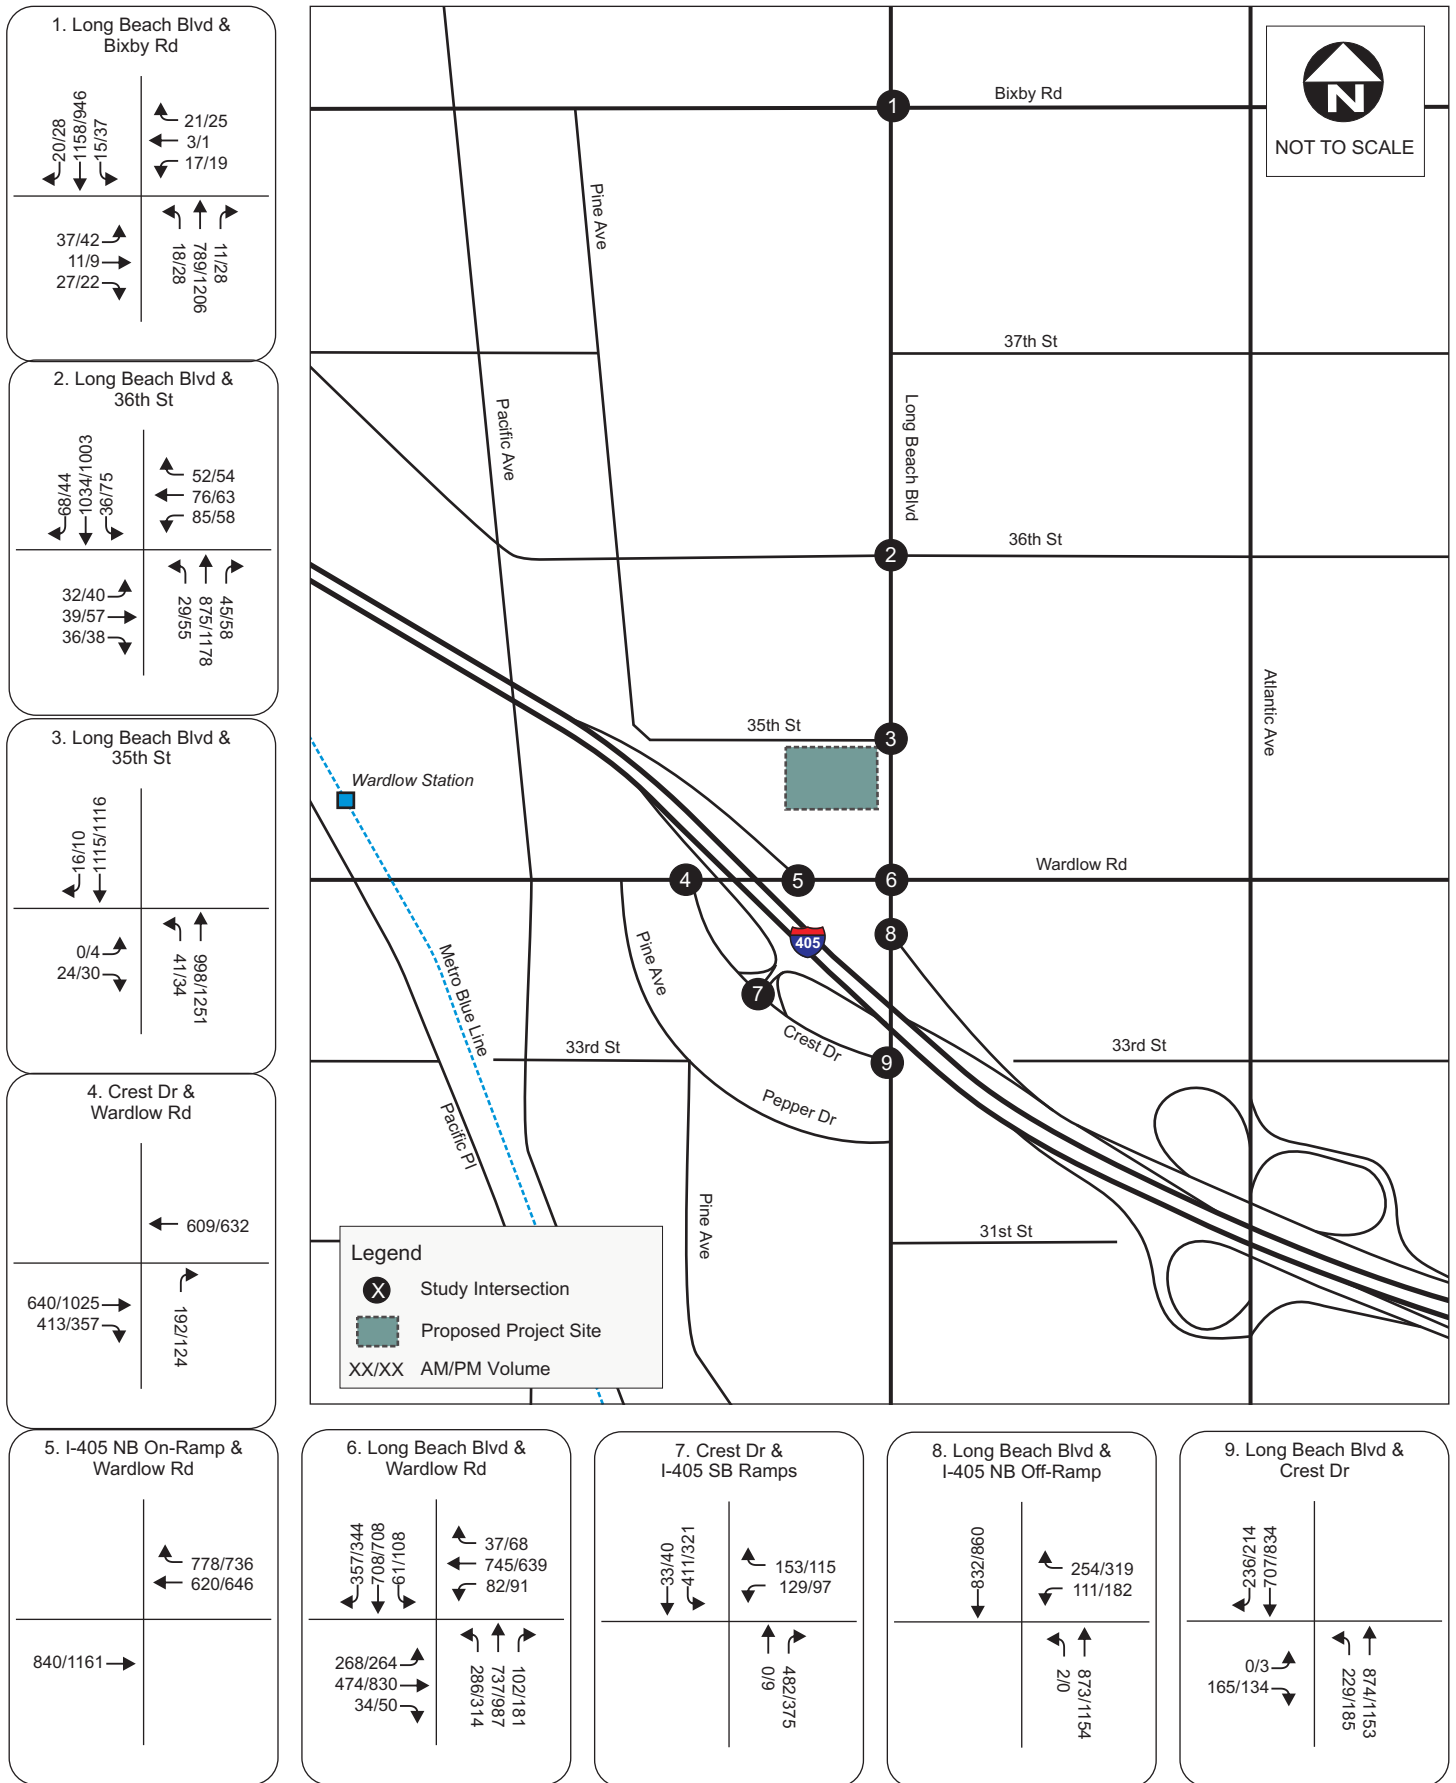 1. Long Beach Blvd &
Bixby Rd
20/28
1158/946
15/37
21/25
3/1
17/19
37/42
11/9
27/22
18/28
789/1206
11/28
2. Long Beach Blvd &
36th St
68/44
1034/1003
36/75
52/54
76/63
85/58
32/40
39/57
36/38
29/55
875/1178
45/58
3. Long Beach Blvd &
35th St
16/10
1115/1116
0/4
24/30
41/34
998/1251
4. Crest Dr &
Wardlow Rd
609/632
640/1025
413/357
192/124
Bixby Rd
N
NOT TO SCALE
Pine Ave
37th St
Pacific Ave
Long Beach Blvd
36th St
Atlantic Ave
35th St
Wardlow Station
Wardlow Rd
405
Pine Ave
Metro Blue Line
Crest Dr
33rd St
33rd St
Pepper Dr
Pacific Pl
Pine Ave
31st St
1
2
3
4
5
6
7
8
9
Legend
X Study Intersection
Proposed Project Site
XX/XX AM/PM Volume
5. I-405 NB On-Ramp &
Wardlow Rd
778/736
620/646
840/1161
6. Long Beach Blvd &
Wardlow Rd
357/344
708/708
61/108
37/68
745/639
82/91
268/264
474/830
34/50
286/314
737/987
102/181
7. Crest Dr &
I-405 SB Ramps
33/40
411/321
153/115
129/97
0/9
482/375
8. Long Beach Blvd &
I-405 NB Off-Ramp
832/860
254/319
111/182
2/0
873/1154
9. Long Beach Blvd &
Crest Dr
236/214
707/834
0/3
165/134
229/185
874/1153